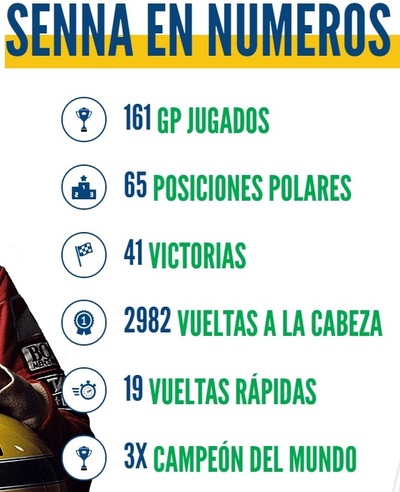 SENNA EN NUMEROS
161 GP JUGADOS
65 POSICIONES POLARES
41 VICTORIAS
2982 VUELTAS A LA CABEZA
19 VUELTAS RÁPIDAS
3X CAMPEÓN DEL MUNDO